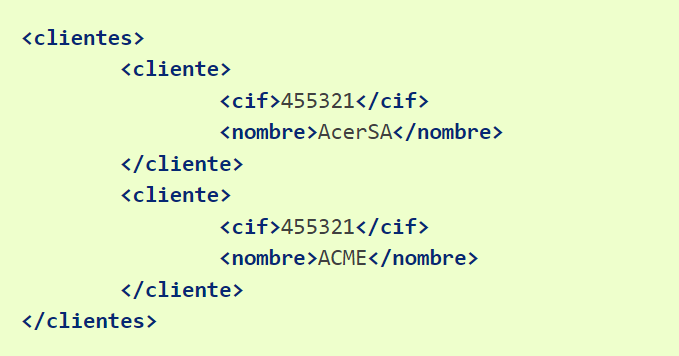 <clientes>
<cliente>
<cif>455321</cif>
<nombre>AcerSA</nombre>
</cliente>
<cliente>
<cif>455321</cif>
<nombre>ACME</nombre>
</cliente>
</clientes>